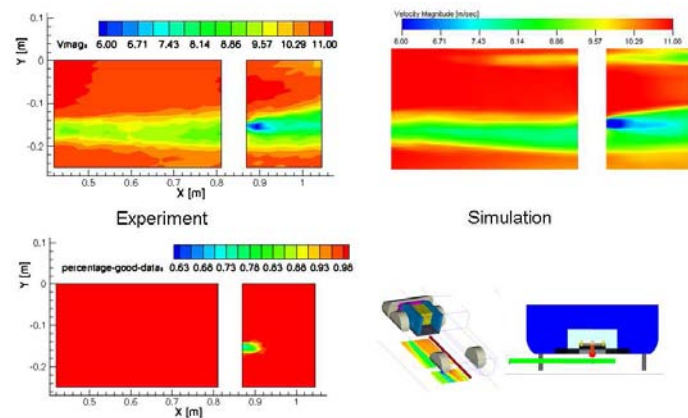 0.1
Vmag: 6.00 6.71 7.43 8.14 8.86 9.57 10.29 11.00
Y [m]
0
-0.1
-0.2
0.5 0.6 0.7 0.8 0.9 1
X [m]
Velocity Magnitude [m/sec]
6.00 6.71 7.43 8.14 8.86 9.57 10.29 11.00
Experiment
Simulation
0.1
percentage-good-data: 0.63 0.68 0.73 0.78 0.83 0.88 0.93 0.98
Y [m]
0
-0.1
-0.2
0.5 0.6 0.7 0.8 0.9 1
X [m]